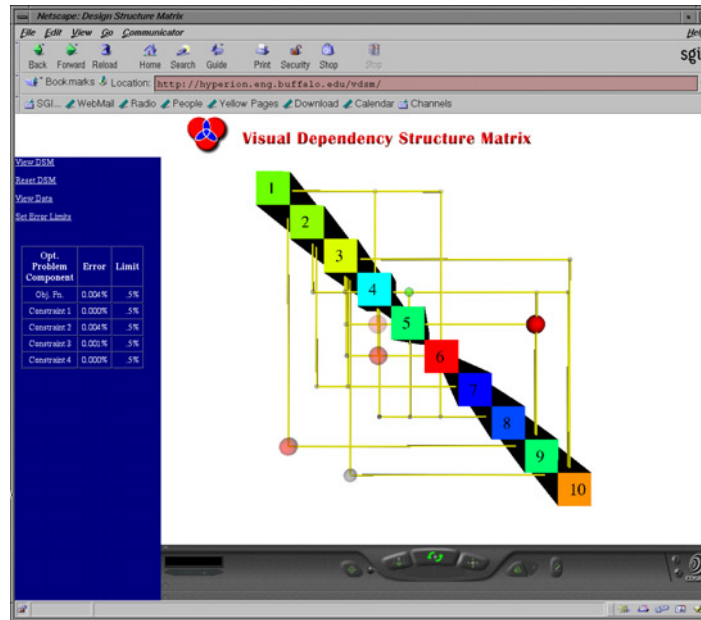 Netscape: Design Structure Matrix
File Edit View Go Communicator Hel
Back Forward Reload Home Search Guide Print Security Shop Stop
sgi
Bookmarks Location: http://hyperion.eng.buffalo.edu/vdsm/
SGI... WebMail Radio People Yellow Pages Download Calendar Channels
Visual Dependency Structure Matrix
View DSM
Reset DSM
View Data
Set Error Limits
Opt. Problem Component Error Limit
Obj. Fn. 0.004% .5%
Constraint 1 0.000% .5%
Constraint 2 0.004% .5%
Constraint 3 0.001% .5%
Constraint 4 0.000% .5%
1
2
3
4
5
6
7
8
9
10